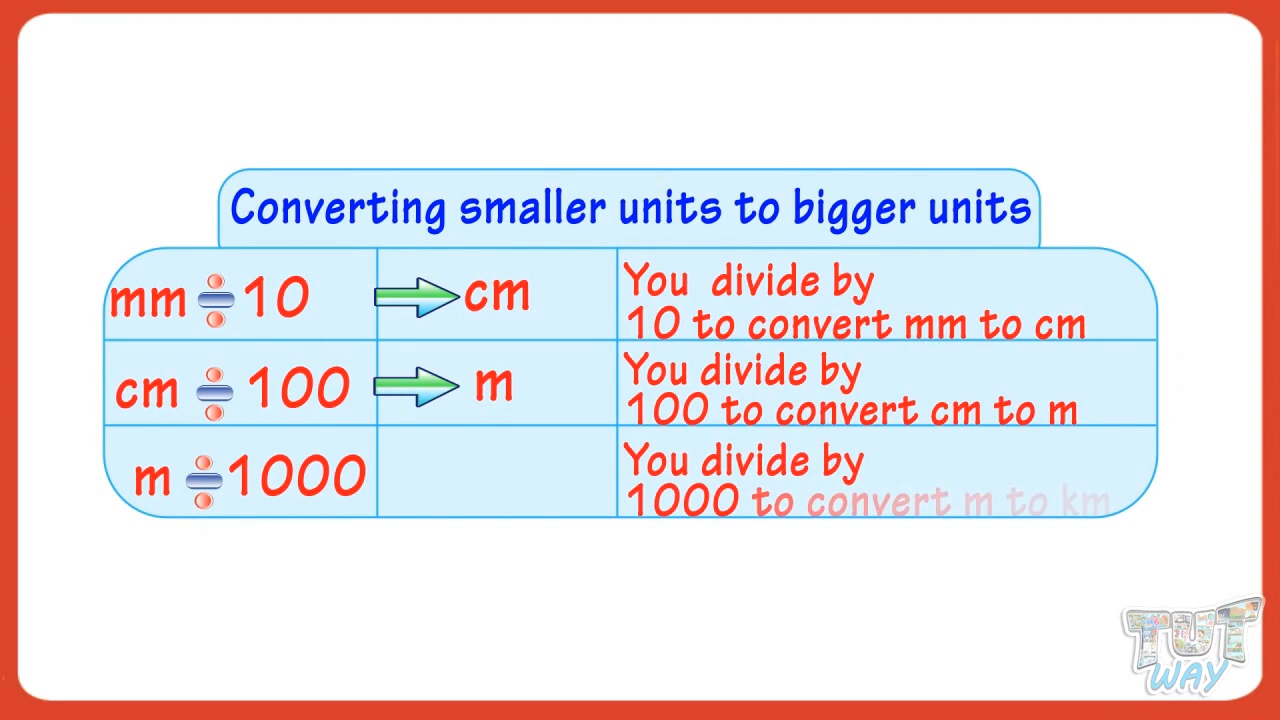 Converting smaller units to bigger units
mm ÷ 10 → cm
You divide by
10 to convert mm to cm
cm ÷ 100 → m
You divide by
100 to convert cm to m
m ÷ 1000
You divide by
1000 to convert m to km
TUT
WAY